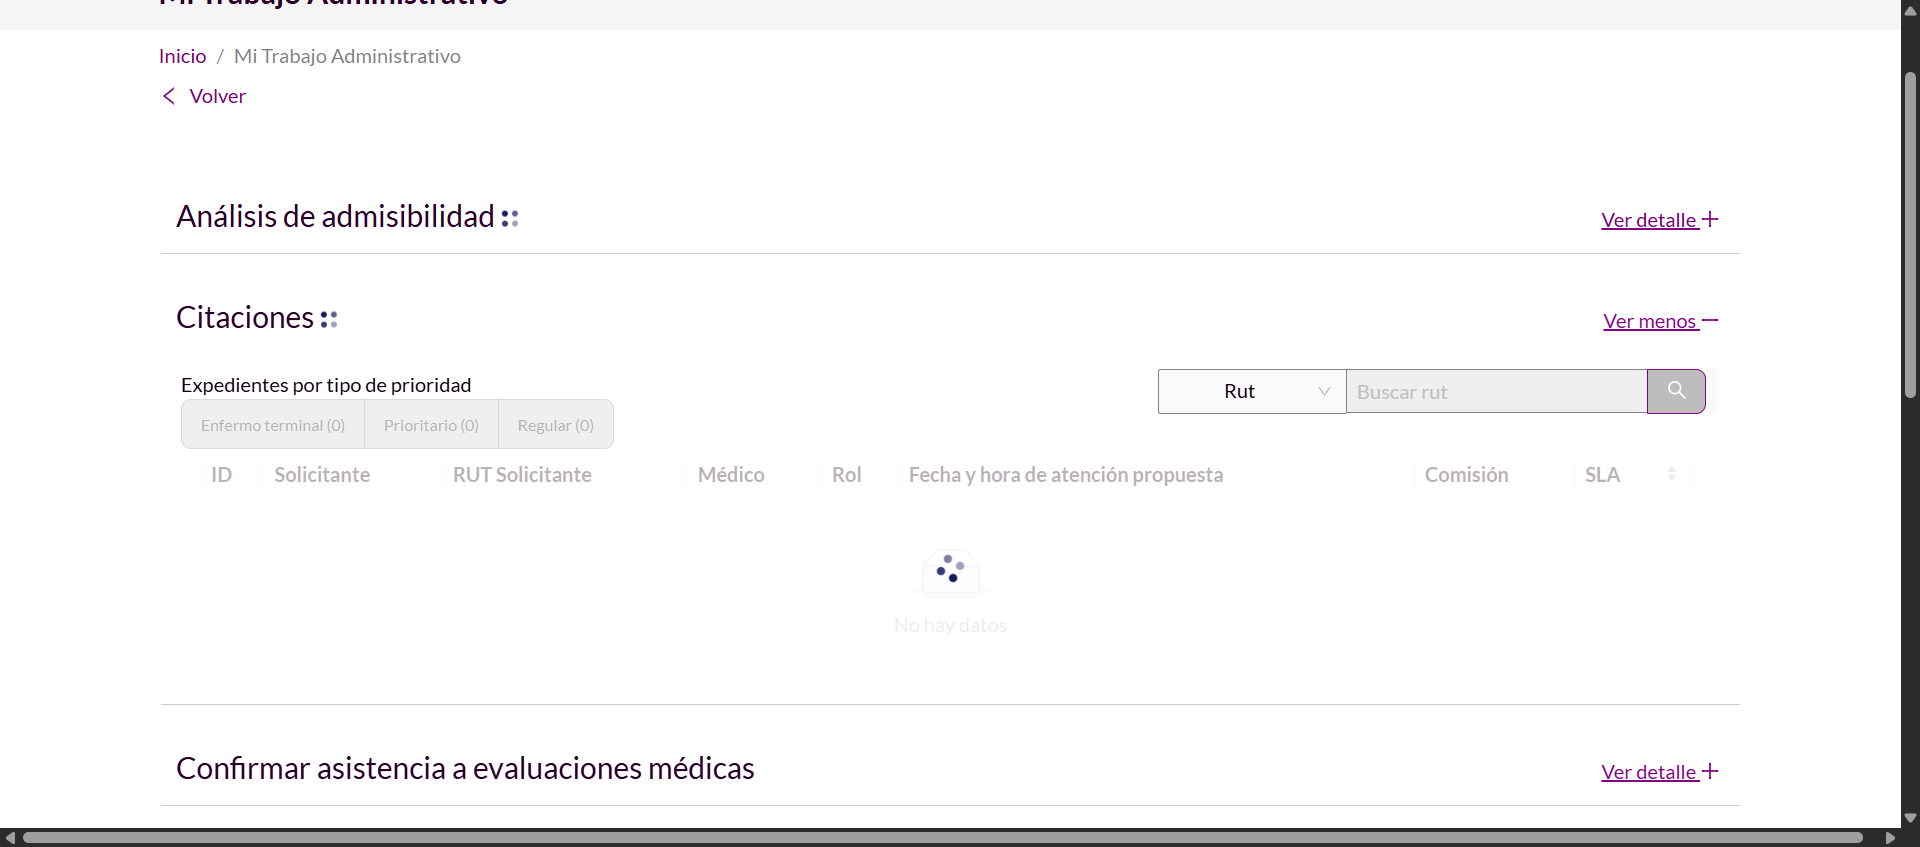 Mi Trabajo Administrativo
Inicio / Mi Trabajo Administrativo
Volver
Análisis de admisibilidad
Ver detalle
Citaciones
Ver menos
Expedientes por tipo de prioridad
Rut
Buscar rut
Enfermo terminal (0)
Prioritario (0)
Regular (0)
ID
Solicitante
RUT Solicitante
Médico
Rol
Fecha y hora de atención propuesta
Comisión
SLA
No hay datos
Confirmar asistencia a evaluaciones médicas
Ver detalle